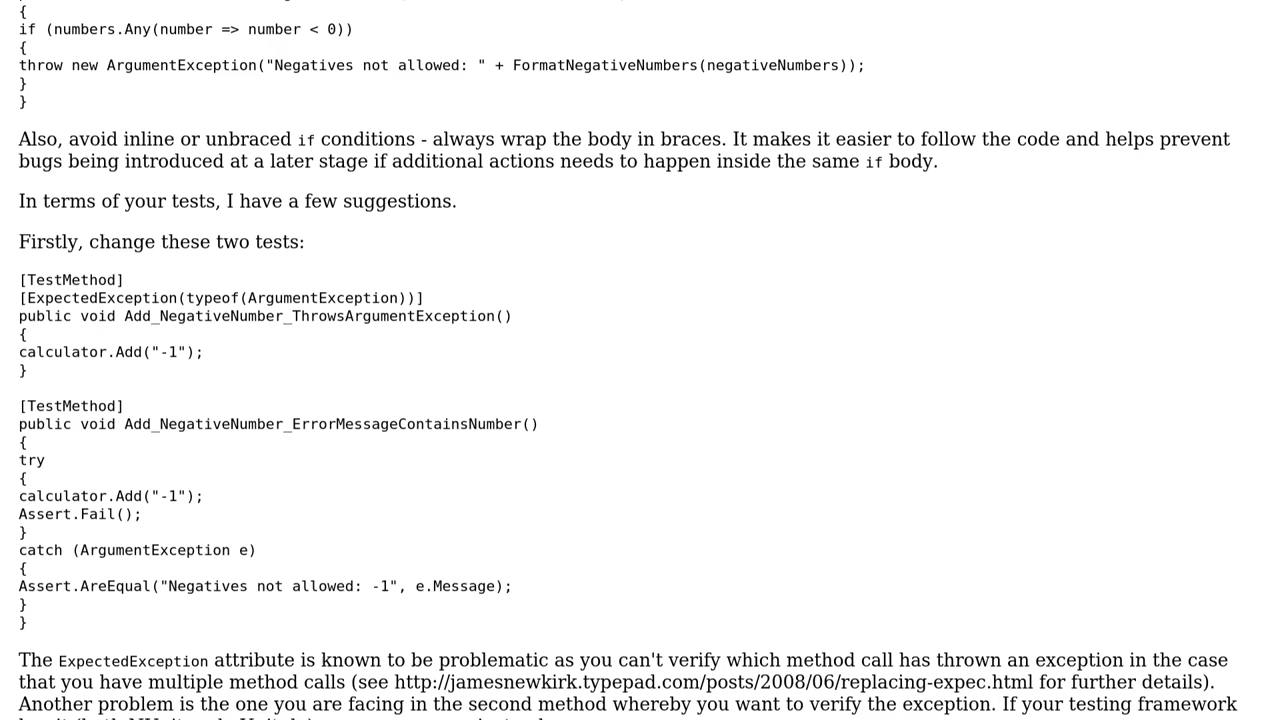 {
if (numbers.Any(number => number < 0))
{
throw new ArgumentException("Negatives not allowed: " + FormatNegativeNumbers(negativeNumbers));
}
}
Also, avoid inline or unbraced if conditions - always wrap the body in braces. It makes it easier to follow the code and helps prevent
bugs being introduced at a later stage if additional actions needs to happen inside the same if body.
In terms of your tests, I have a few suggestions.
Firstly, change these two tests:
[TestMethod]
[ExpectedException(typeof(ArgumentException))]
public void Add_NegativeNumber_ThrowsArgumentException()
{
calculator.Add("-1");
}
[TestMethod]
public void Add_NegativeNumber_ErrorMessageContainsNumber()
{
try
{
calculator.Add("-1");
Assert.Fail();
}
catch (ArgumentException e)
{
Assert.AreEqual("Negatives not allowed: -1", e.Message);
}
}
The ExpectedException attribute is known to be problematic as you can't verify which method call has thrown an exception in the case
that you have multiple method calls (see http://jamesnewkirk.typepad.com/posts/2008/06/replacing-expec.html for further details).
Another problem is the one you are facing in the second method whereby you want to verify the exception. If your testing framework